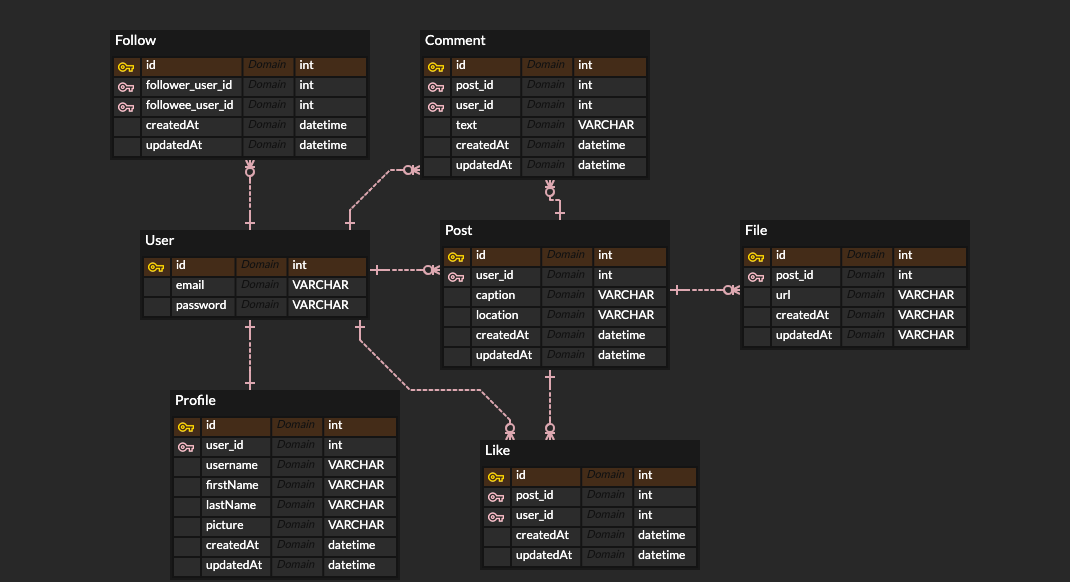 Follow
id Domain int
follower_user_id Domain int
followee_user_id Domain int
createdAt Domain datetime
updatedAt Domain datetime
Comment
id Domain int
post_id Domain int
user_id Domain int
text Domain VARCHAR
createdAt Domain datetime
updatedAt Domain datetime
User
id Domain int
email Domain VARCHAR
password Domain VARCHAR
Post
id Domain int
user_id Domain int
caption Domain VARCHAR
location Domain VARCHAR
createdAt Domain datetime
updatedAt Domain datetime
File
id Domain int
post_id Domain int
url Domain VARCHAR
createdAt Domain VARCHAR
updatedAt Domain VARCHAR
Profile
id Domain int
user_id Domain int
username Domain VARCHAR
firstName Domain VARCHAR
lastName Domain VARCHAR
picture Domain VARCHAR
createdAt Domain datetime
updatedAt Domain datetime
Like
id Domain int
post_id Domain int
user_id Domain int
createdAt Domain datetime
updatedAt Domain datetime